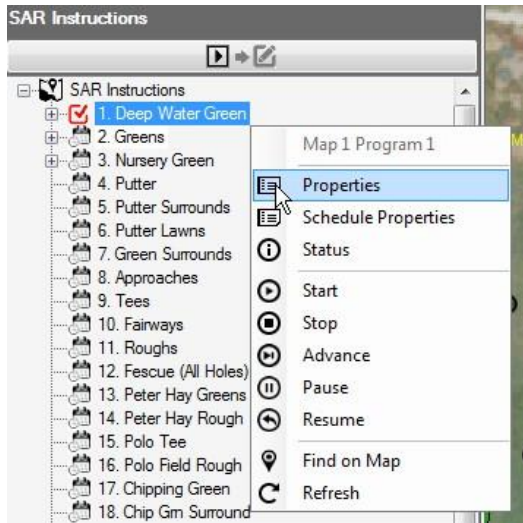 SAR Instructions
SAR Instructions
1. Deep Water Green
2. Greens
3. Nursery Green
4. Putter
5. Putter Surrounds
6. Putter Lawns
7. Green Surrounds
8. Approaches
9. Tees
10. Fairways
11. Roughs
12. Fescue (All Holes)
13. Peter Hay Greens
14. Peter Hay Rough
15. Polo Tee
16. Polo Field Rough
17. Chipping Green
18. Chip Grn Surround
Map 1 Program 1
Properties
Schedule Properties
Status
Start
Stop
Advance
Pause
Resume
Find on Map
Refresh